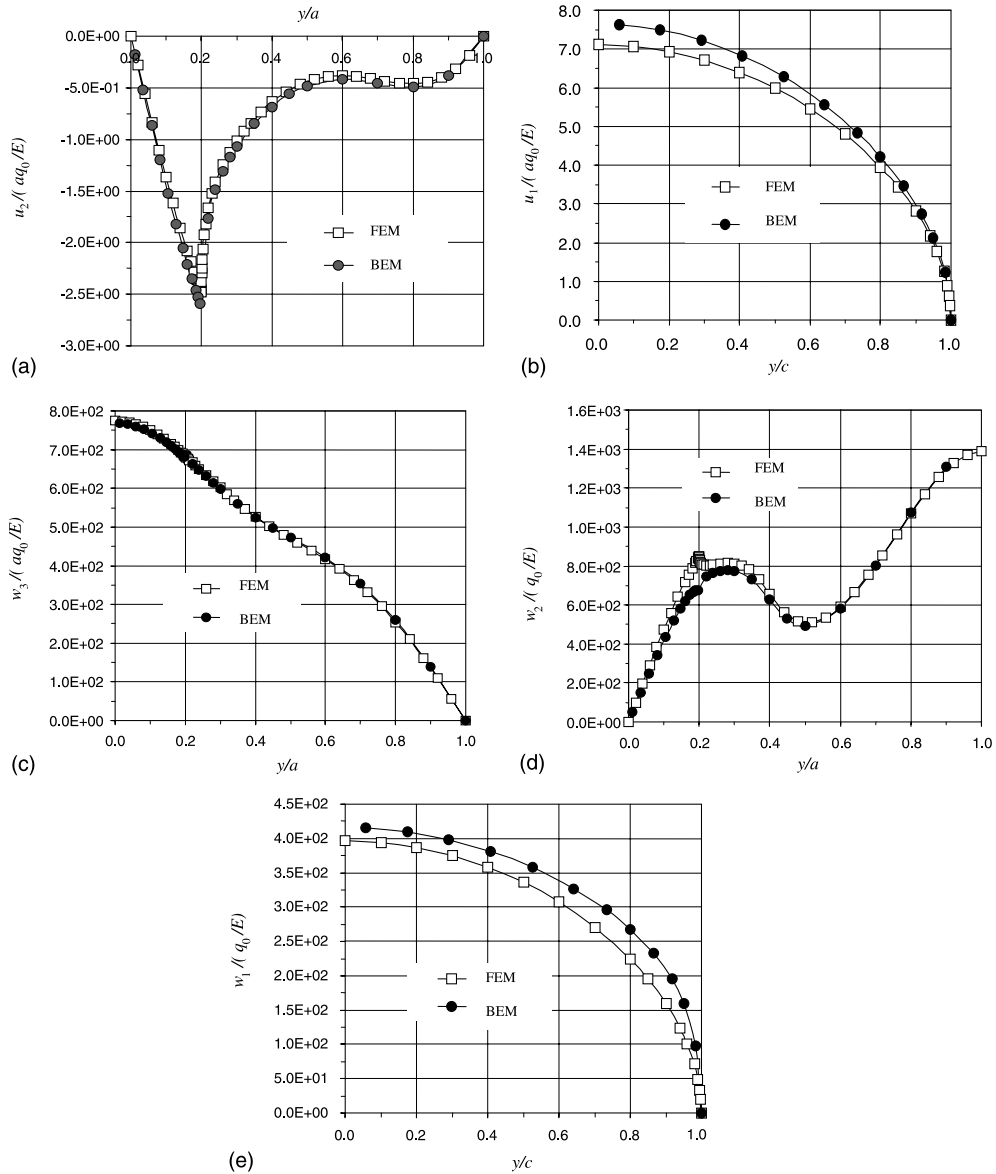 y/a
0.0E+00
0.0 0.2 0.4 0.6 0.8 1.0
-5.0E-01
-1.0E+00
-1.5E+00
-2.0E+00
-2.5E+00
-3.0E+00
u2/( aq0/E)
FEM
BEM
(a)
8.0
7.0
6.0
5.0
4.0
3.0
2.0
1.0
0.0
u1/( aq0/E)
FEM
BEM
0.0 0.2 0.4 0.6 0.8 1.0
y/c
(b)
8.0E+02
7.0E+02
6.0E+02
5.0E+02
4.0E+02
3.0E+02
2.0E+02
1.0E+02
0.0E+00
w3/( aq0/E)
FEM
BEM
0.0 0.2 0.4 0.6 0.8 1.0
y/a
(c)
1.6E+03
1.4E+03
1.2E+03
1.0E+03
8.0E+02
6.0E+02
4.0E+02
2.0E+02
0.0E+00
w2/( q0/E)
FEM
BEM
0.0 0.2 0.4 0.6 0.8 1.0
y/a
(d)
4.5E+02
4.0E+02
3.5E+02
3.0E+02
2.5E+02
2.0E+02
1.5E+02
1.0E+02
5.0E+01
0.0E+00
w1/( q0/E)
FEM
BEM
0.0 0.2 0.4 0.6 0.8 1.0
y/c
(e)